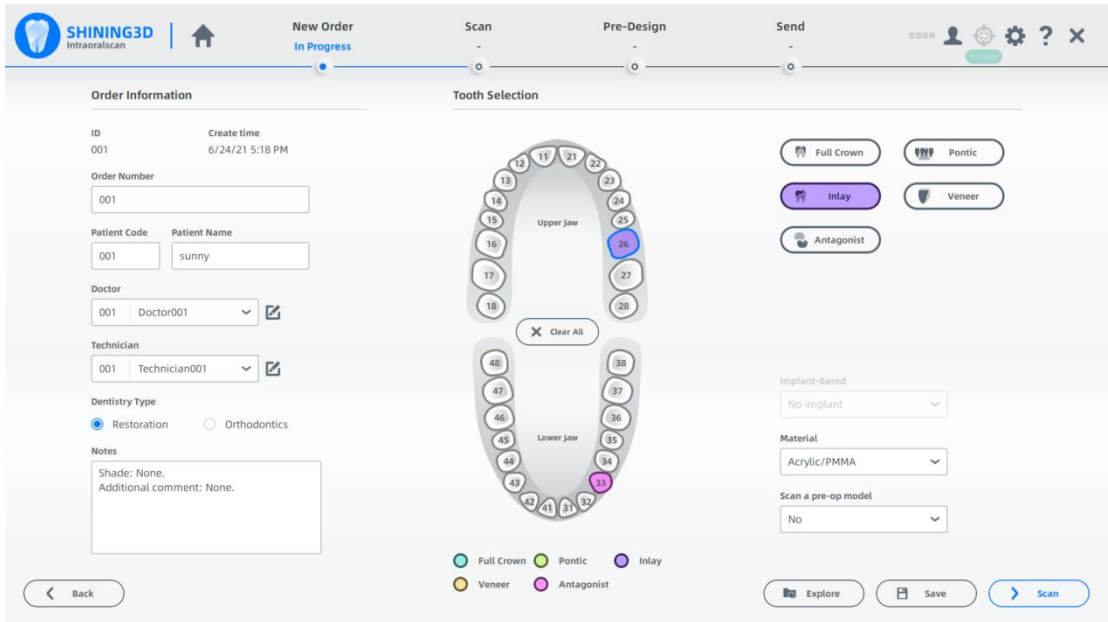 SHINING3D
Intraoralscan
New Order
In Progress
Scan
-
Pre-Design
-
Send
-
Order Information
ID
Create time
001
6/24/21 5:18 PM
Order Number
001
Patient Code
Patient Name
001
sunny
Doctor
001 Doctor001
Technician
001 Technician001
Dentistry Type
Restoration
Orthodontics
Notes
Shade: None.
Additional comment: None.
Back
Tooth Selection
11 21
12 22
13 23
14 24
15 25
16 26
17 27
18 28
Upper Jaw
Clear All
48 38
47 37
46 36
45 35
44 34
43 33
42 41 31 32
Lower Jaw
Full Crown Pontic Inlay
Veneer Antagonist
Full Crown
Pontic
Inlay
Veneer
Antagonist
Implant-Based
No implant
Material
Acrylic/PMMA
Scan a pre-op model
No
Explore
Save
Scan
?